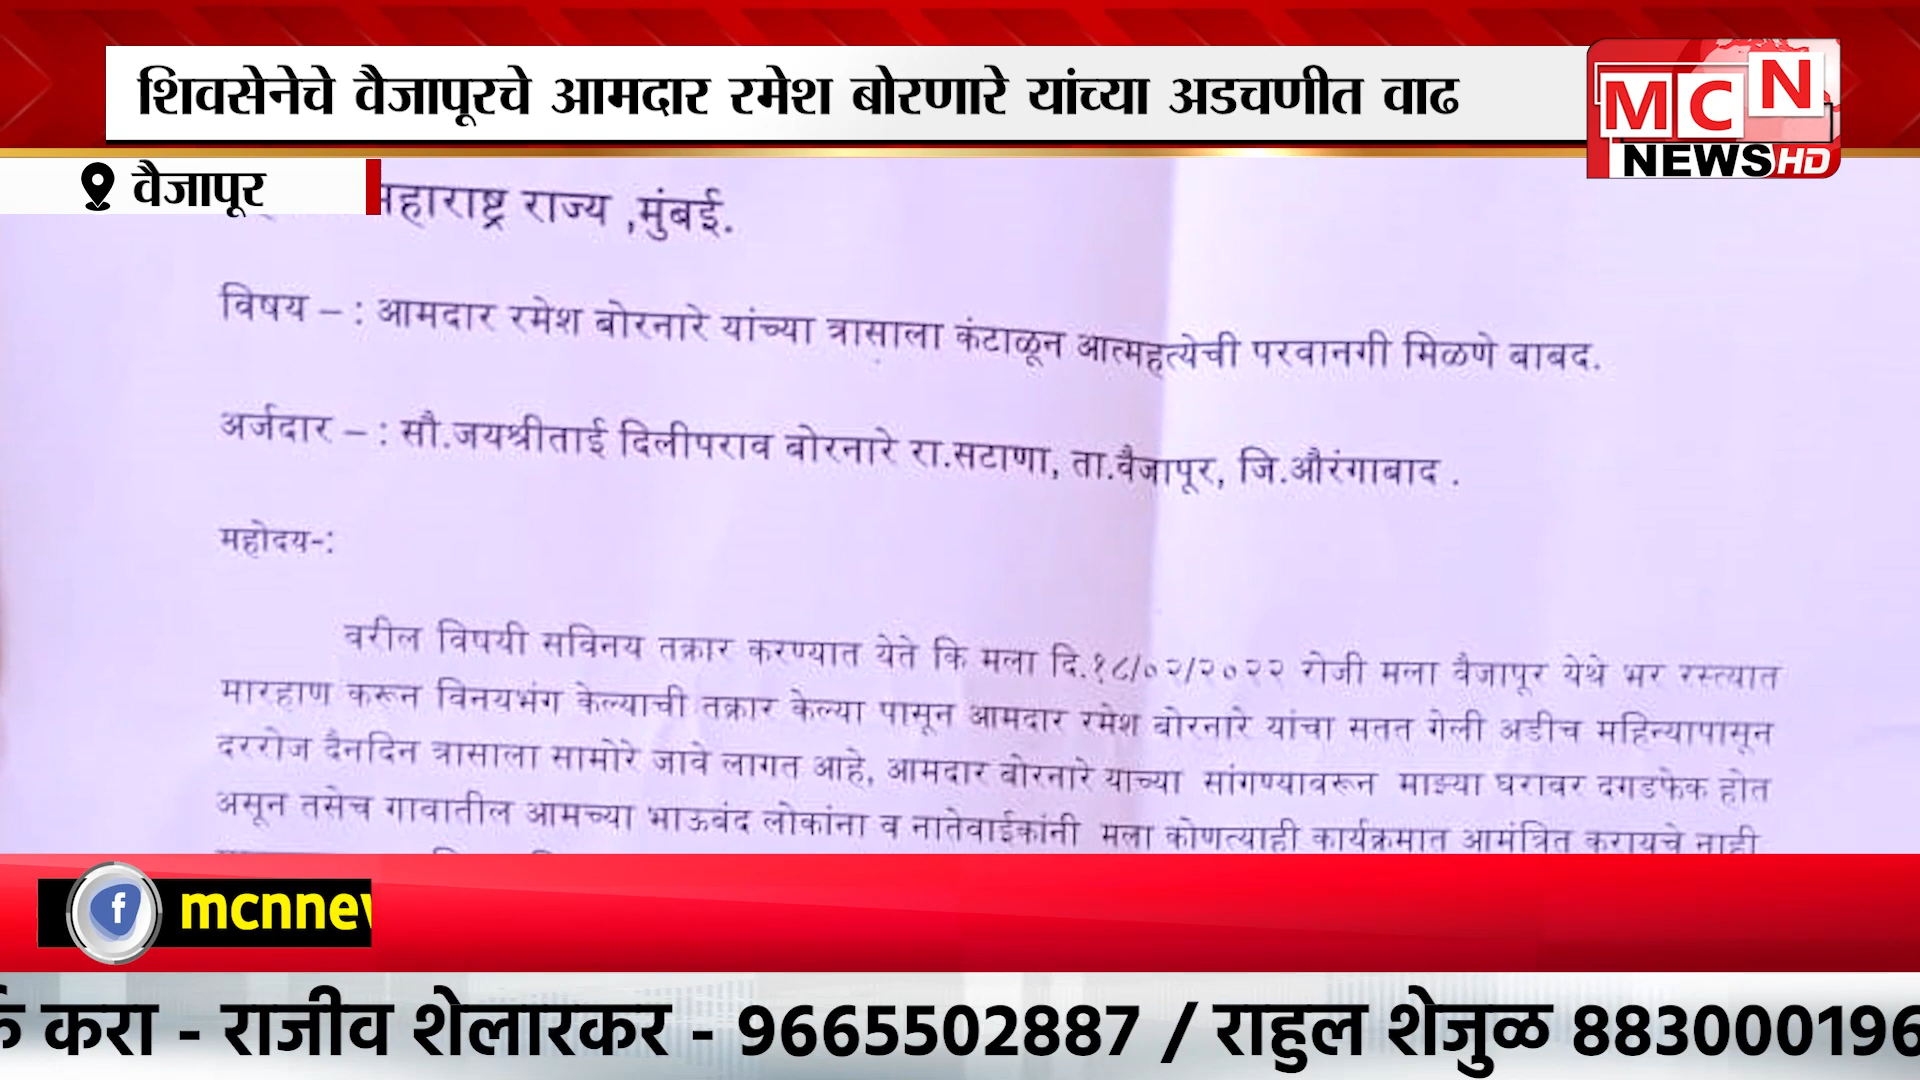 शिवसेनेचे वैजापूरचे आमदार रमेश बोरणारे यांच्या अडचणीत वाढ
MCN
NEWS HD
वैजापूर
महाराष्ट्र राज्य ,मुंबई.
विषय – : आमदार रमेश बोरनारे यांच्या त्रासाला कंटाळून आत्महत्येची परवानगी मिळणे बाबद.
अर्जदार – : सौ.जयश्रीताई दिलीपराव बोरनारे रा.सटाणा, ता.वैजापूर, जि.औरंगाबाद .
महोदय-:
वरील विषयी सविनय तक्रार करण्यात येते कि मला दि.१८/०२/२०२२ रोजी मला वैजापूर येथे भर रस्त्यात
मारहाण करून विनयभंग केल्याची तक्रार केल्या पासून आमदार रमेश बोरनारे यांचा सतत गेली अडीच महिन्यापासून
दररोज दैनदिन त्रासाला सामोरे जावे लागत आहे, आमदार बोरनारे याच्या सांगण्यावरून माझ्या घरावर दगडफेक होत
असून तसेच गावातील आमच्या भाऊबंद लोकांना व नातेवाईकांनी मला कोणत्याही कार्यक्रमात आमंत्रित करायचे नाही
f mcnnew
करा - राजीव शेलारकर - 9665502887 / राहुल शेजुळ 883000196